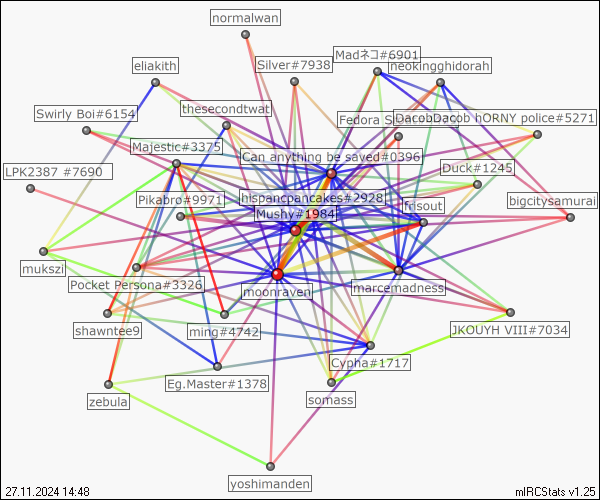 normalwan
Madネコ#6901
eliakith
Silver#7938
neokingghidorah
Swirly Boi#6154
thesecondtwat
Fedora S
DacobDacob hORNY police#5271
Majestic#3375
Can anything be saved#0396
LPK2387 #7690
Duck#1245
Pikabro#9971
hispancpancakes#2928
frisout
bigcitysamurai
Mushy#1984
mukszi
Pocket Persona#3326
moonraven
marcemadness
shawntee9
ming#4742
JKOUYH VIII#7034
Cypha#1717
Eg.Master#1378
zebula
somass
yoshimanden
27.11.2024 14:48
mIRCStats v1.25